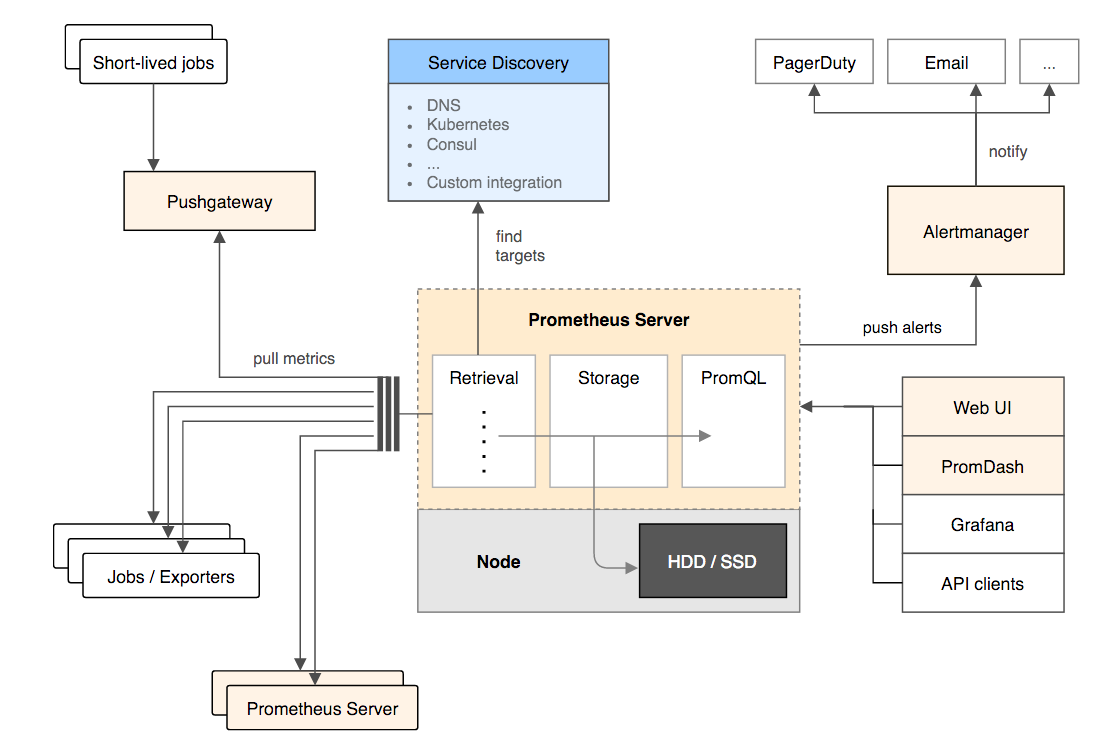 Short-lived jobs
Service Discovery
• DNS
• Kubernetes
• Consul
• ...
• Custom integration
PagerDuty
Email
...
notify
Pushgateway
Alertmanager
find
targets
Prometheus Server
push alerts
pull metrics
Retrieval
Storage
PromQL
Web UI
PromDash
Grafana
API clients
Node
HDD / SSD
Jobs / Exporters
Prometheus Server